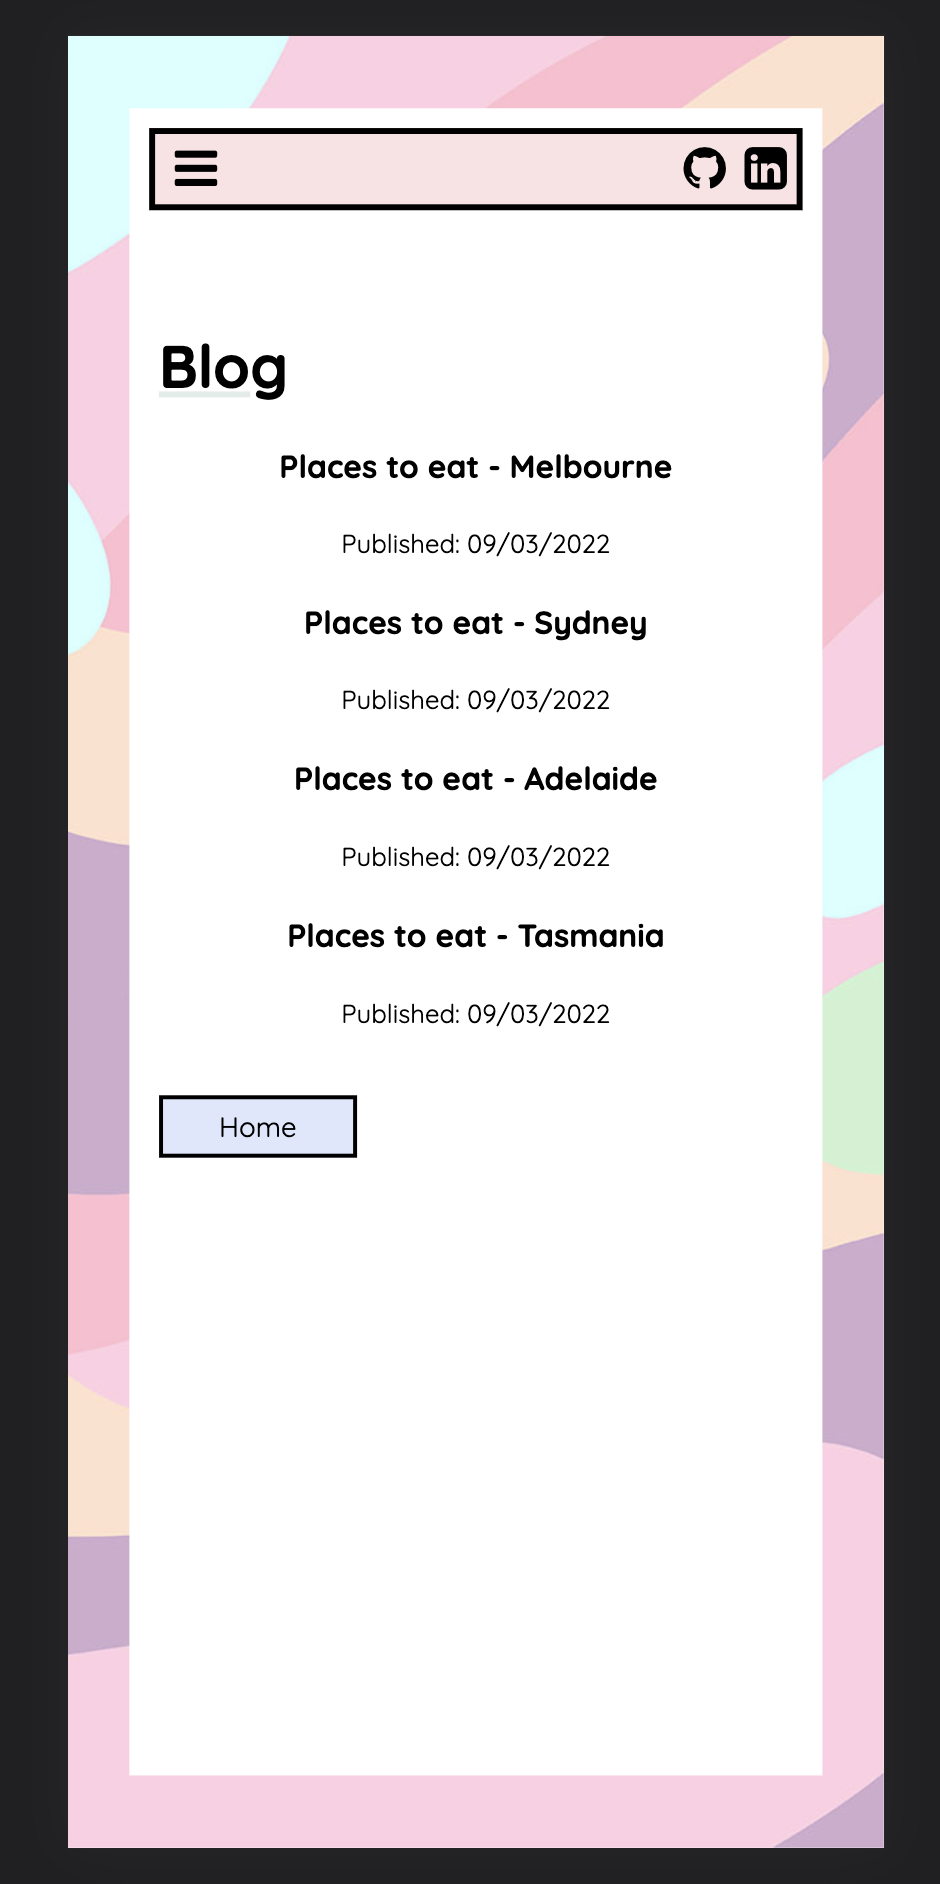 in
Blog
Places to eat - Melbourne
Published: 09/03/2022
Places to eat - Sydney
Published: 09/03/2022
Places to eat - Adelaide
Published: 09/03/2022
Places to eat - Tasmania
Published: 09/03/2022
Home